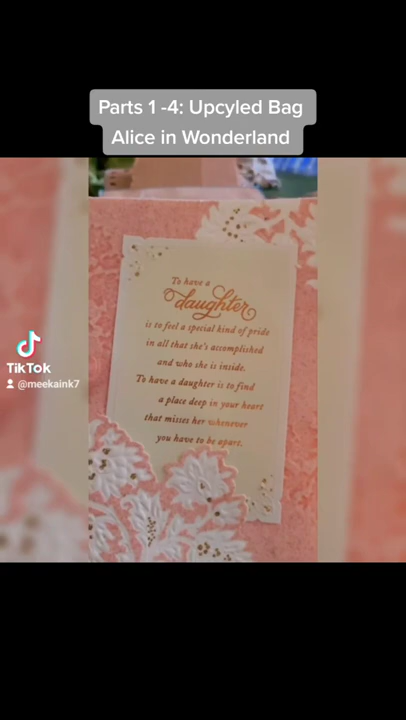 Parts 1 -4: Upcyled Bag
Alice in Wonderland
To have a
daughter
is to feel a special kind of pride
in all that she's accomplished
and who she is inside.
To have a daughter is to find
a place deep in your heart
that misses her whenever
you have to be apart.
TikTok
@meekaink7